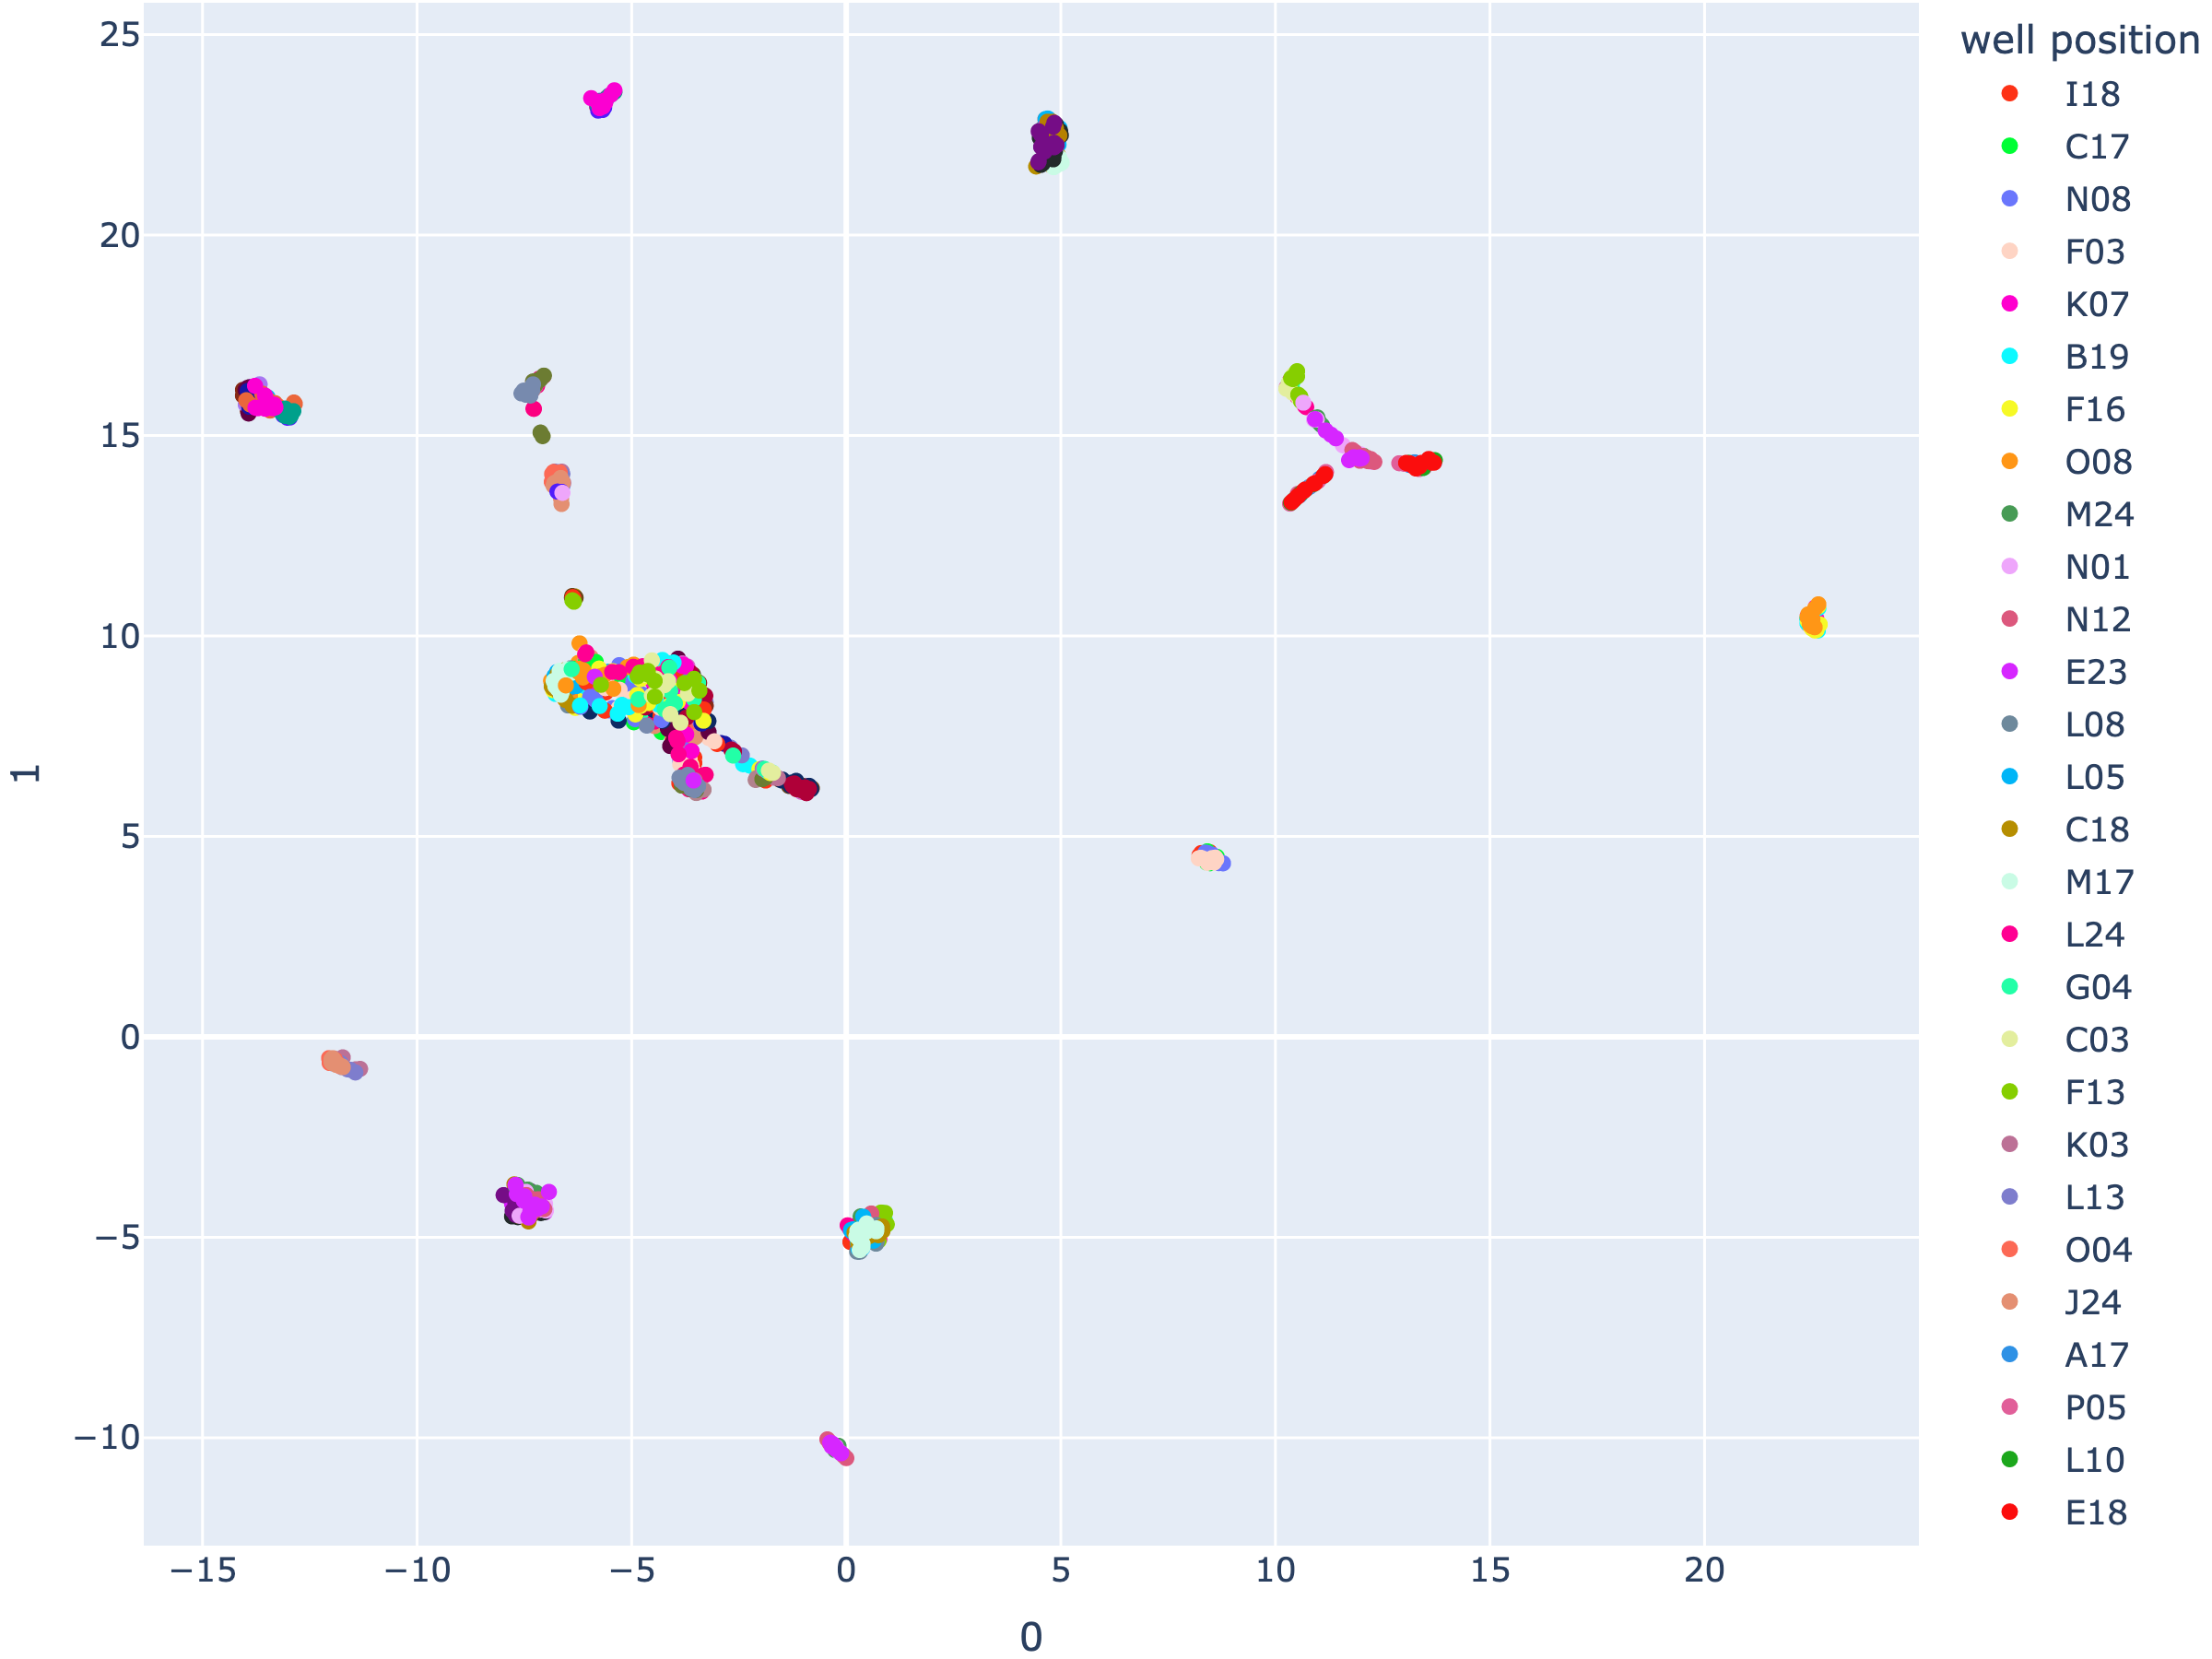 25
20
15
10
5
0
−5
−10
1
−15
−10
−5
0
5
10
15
20
0
well position
I18
C17
N08
F03
K07
B19
F16
O08
M24
N01
N12
E23
L08
L05
C18
M17
L24
G04
C03
F13
K03
L13
O04
J24
A17
P05
L10
E18